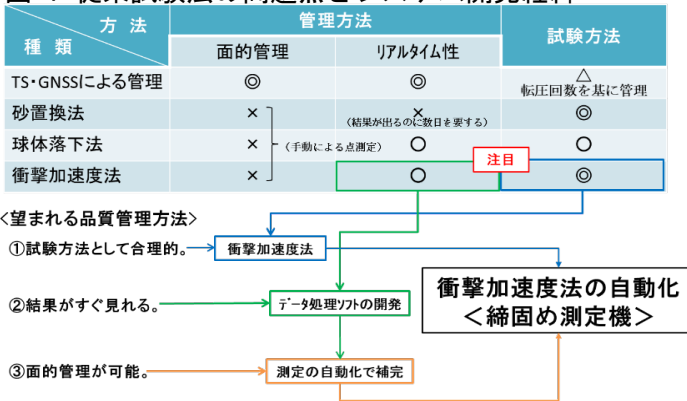 方 法
種 類
管理方法
試験方法
面的管理
リアルタイム性
TS・GNSSによる管理
◎
◎
△
転圧回数を基に管理
砂置換法
×
×
(結果が出るのに数日を要する)
◎
球体落下法
×
(手動による点測定)
○
○
注目
衝撃加速度法
×
○
◎
<望まれる品質管理方法>
①試験方法として合理的。
衝撃加速度法
②結果がすぐ見れる。
データ処理ソフトの開発
③面的管理が可能。
測定の自動化で補完
衝撃加速度法の自動化
<締固め測定機>